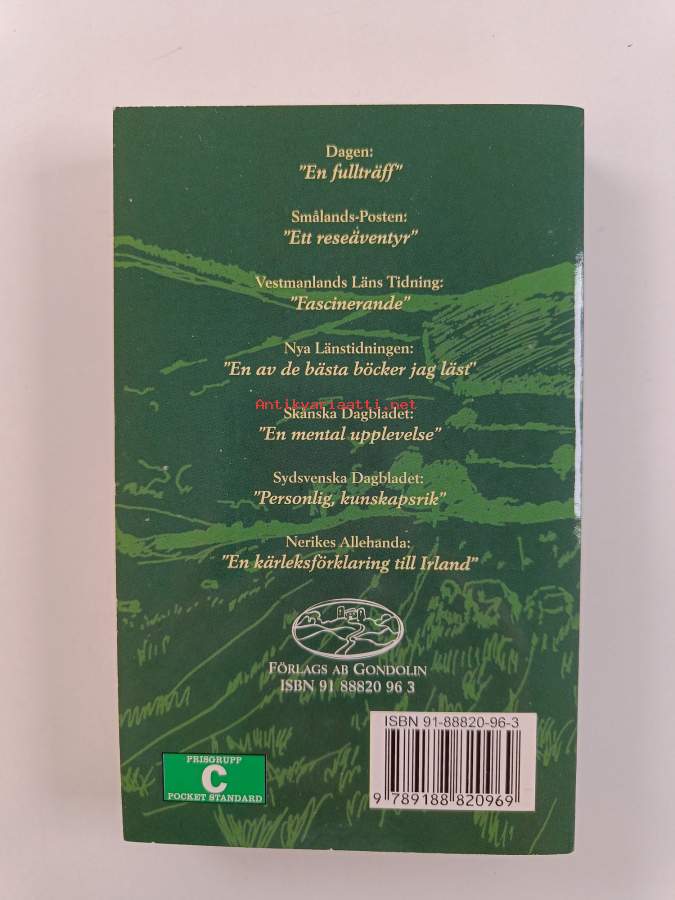 Dagen:
"En fullträff"
Smålands-Posten:
"Ett reseäventyr"
Vestmanlands Läns Tidning:
"Fascinerande"
Nya Länstidningen:
"En av de bästa böcker jag läst"
Antikvariaatti.net
Skånska Dagbladet:
"En mental upplevelse"
Sydsvenska Dagbladet:
"Personlig, kunskapsrik"
Nerikes Allehanda:
"En kärleksförklaring till Irland"
FÖRLAGS AB GONDOLIN
ISBN 91 88820 96 3
ISBN 91-88820-96-3
9 789188 820969
PRISGRUPP
C
POCKET STANDARD